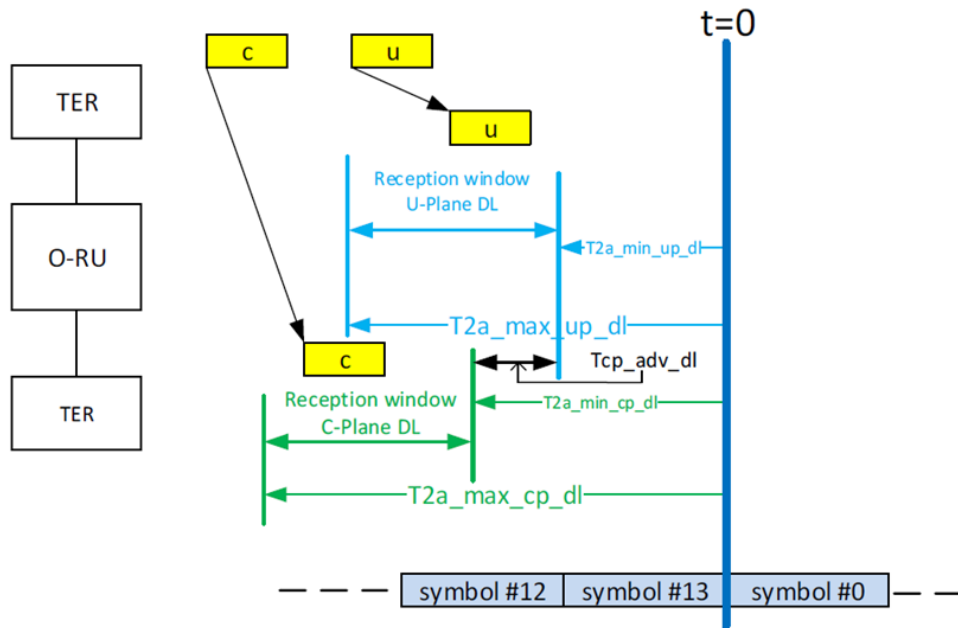 t=0
c
u
TER
u
Reception window
U-Plane DL
T2a_min_up_dl
O-RU
T2a_max_up_dl
c
Tcp_adv_dl
TER
Reception window
C-Plane DL
T2a_min_cp_dl
T2a_max_cp_dl
symbol #12
symbol #13
symbol #0